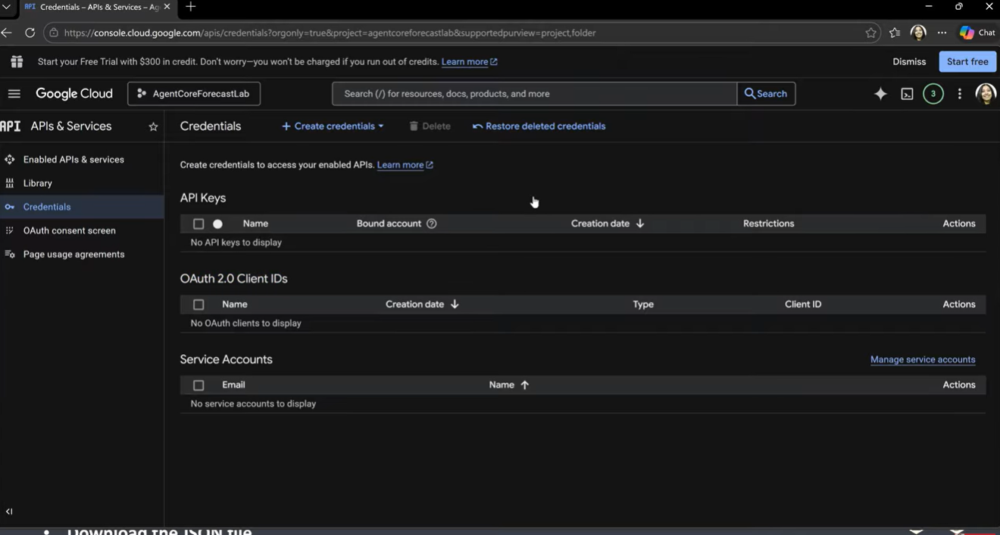 API Credentials – APIs & Services – Ag
https://console.cloud.google.com/apis/credentials?orgonly=true&project=agentcoreforecastlab&supportedpurview=project,folder
Chat
Start your Free Trial with $300 in credit. Don't worry—you won't be charged if you run out of credits. Learn more
Dismiss
Start free
Google Cloud
AgentCoreForecastLab
Search (/) for resources, docs, products, and more
Search
3
API APIs & Services
Credentials
+ Create credentials
Delete
Restore deleted credentials
Enabled APIs & services
Library
Credentials
OAuth consent screen
Page usage agreements
Create credentials to access your enabled APIs. Learn more
API Keys
Name Bound account Creation date Restrictions Actions
No API keys to display
OAuth 2.0 Client IDs
Name Creation date Type Client ID Actions
No OAuth clients to display
Service Accounts
Manage service accounts
Email Name Actions
No service accounts to display
• Download the JSON file